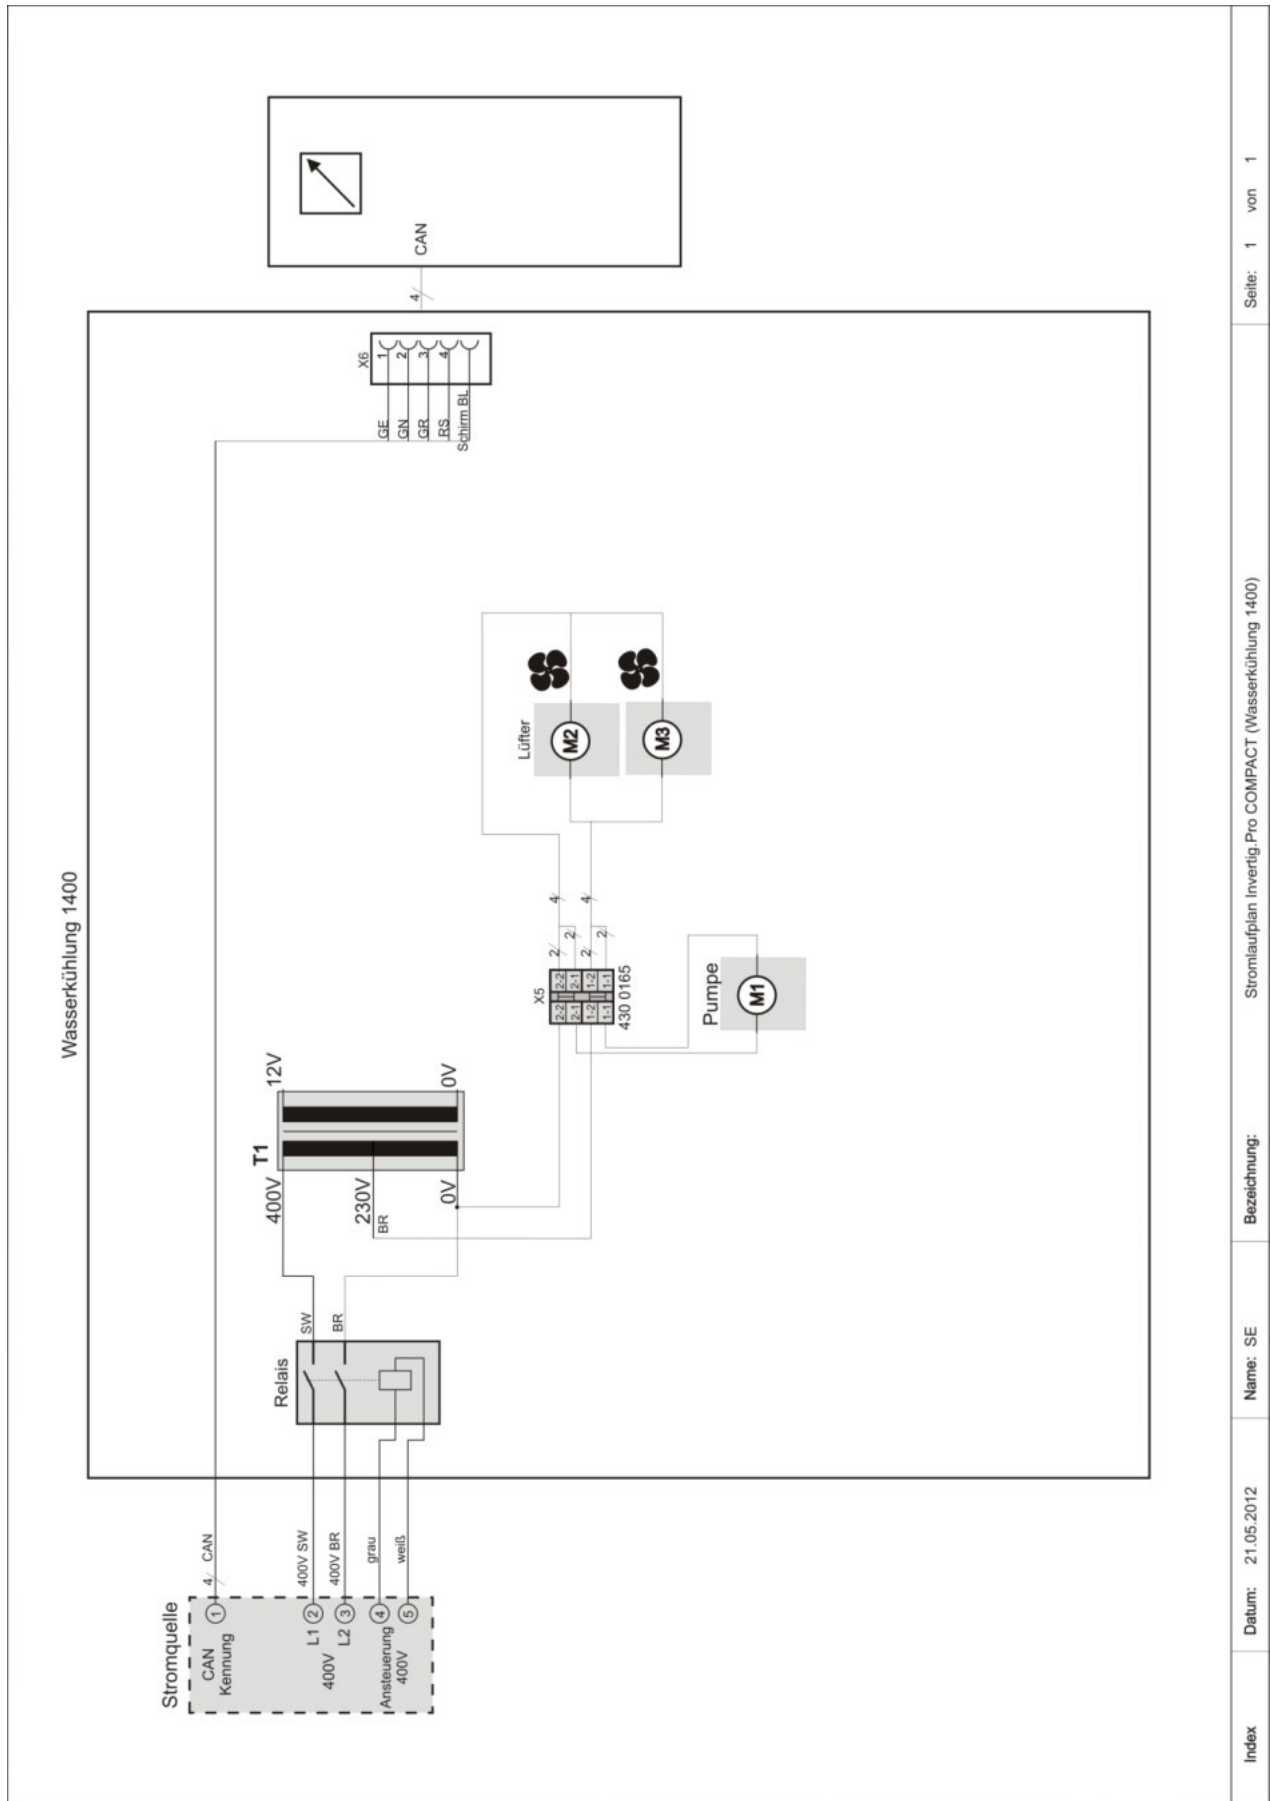 Wasserkühlung 1400
Stromquelle
CAN
Kennung
1
4
CAN
L1
2
400V SW
400V
L2
3
400V BR
Ansteuerung
400V
4
grau
5
weiß
Relais
SW
BR
T1
400V
12V
230V
BR
0V
0V
X5
2-2
2-2
2-1
2-1
1-2
1-2
1-1
1-1
430 0165
2
2
2
2
4
4
Pumpe
M1
Lüfter
M2
M3
X6
GE
1
GN
2
GR
3
RS
4
Schirm BL
4
CAN
Index
Datum: 21.05.2012
Name: SE
Bezeichnung:
Stromlaufplan Invertig.Pro COMPACT (Wasserkühlung 1400)
Seite: 1 von 1